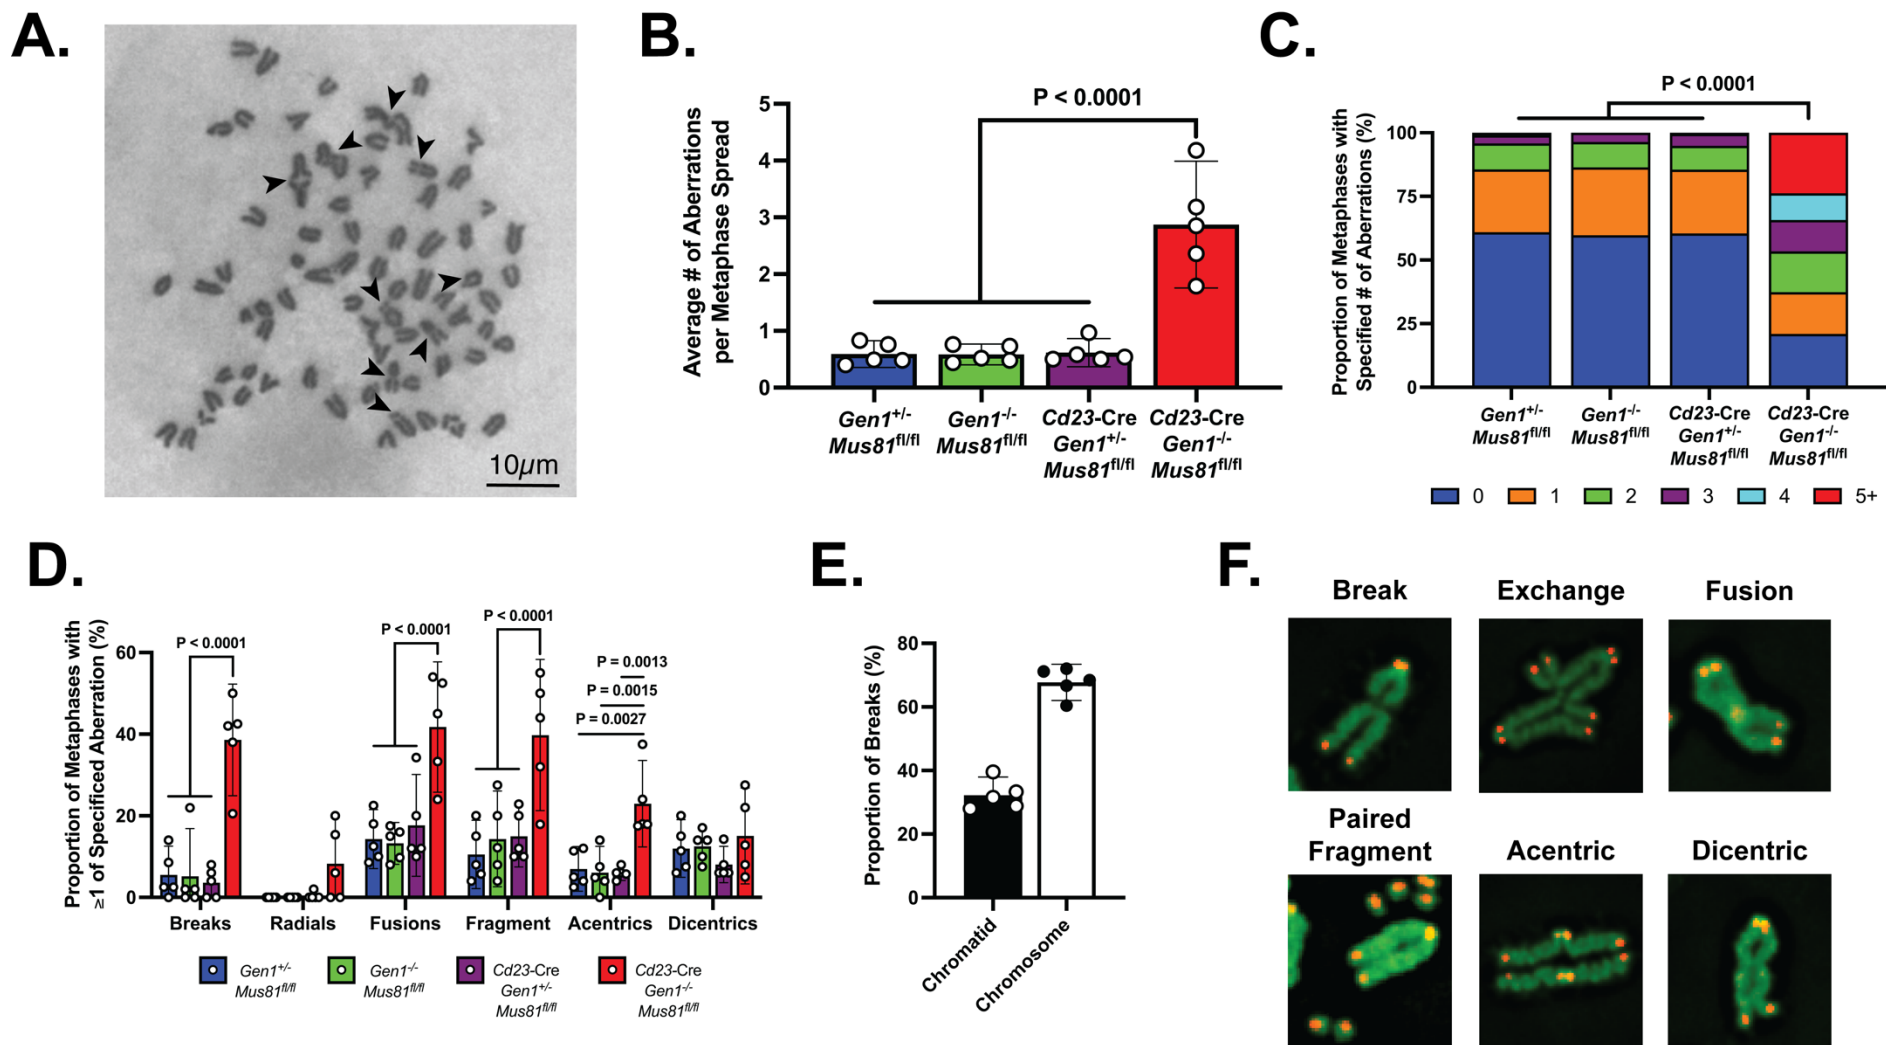 A.
10µm
B.
Average # of Aberrations
per Metaphase Spread
5
4
3
2
1
0
P < 0.0001
Gen1+/-
Mus81fl/fl
Gen1-/-
Mus81fl/fl
Cd23-Cre
Gen1+/-
Mus81fl/fl
Cd23-Cre
Gen1-/-
Mus81fl/fl
C.
Proportion of Metaphases with
Specified # of Aberrations (%)
100
75
50
25
0
P < 0.0001
Gen1+/-
Mus81fl/fl
Gen1-/-
Mus81fl/fl
Cd23-Cre
Gen1+/-
Mus81fl/fl
Cd23-Cre
Gen1-/-
Mus81fl/fl
0 1 2 3 4 5+
D.
Proportion of Metaphases with
≥1 of Specificed Aberration (%)
60
40
20
0
P < 0.0001
P < 0.0001
P < 0.0001
P = 0.0013
P = 0.0015
P = 0.0027
Breaks Radials Fusions Fragment Acentrics Dicentrics
Gen1+/-
Mus81fl/fl
Gen1-/-
Mus81fl/fl
Cd23-Cre
Gen1+/-
Mus81fl/fl
Cd23-Cre
Gen1-/-
Mus81fl/fl
E.
Proportion of Breaks (%)
80
60
40
20
0
Chromatid
Chromosome
F.
Break
Exchange
Fusion
Paired
Fragment
Acentric
Dicentric